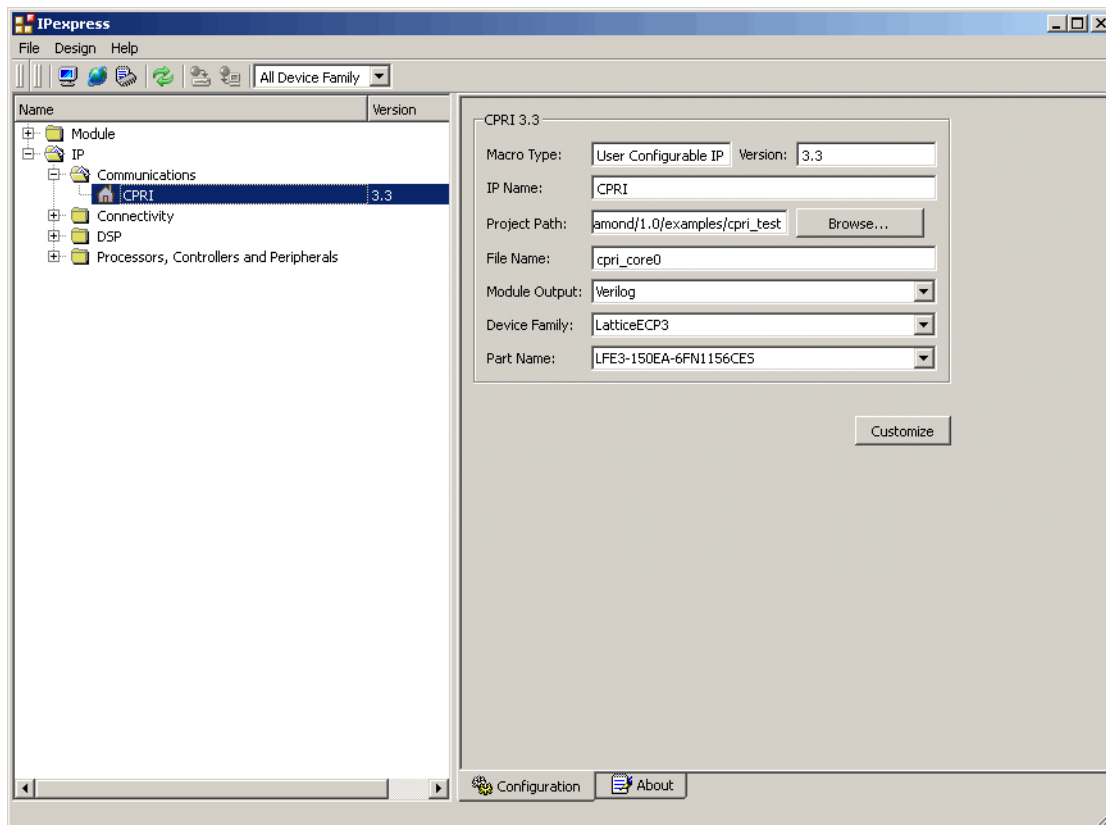 IPexpress
File Design Help
All Device Family
Name Version
Module
IP
Communications
CPRI 3.3
Connectivity
DSP
Processors, Controllers and Peripherals
CPRI 3.3
Macro Type: User Configurable IP Version: 3.3
IP Name: CPRI
Project Path: amond/1.0/examples/cpri_test Browse...
File Name: cpri_core0
Module Output: Verilog
Device Family: LatticeECP3
Part Name: LFE3-150EA-6FN1156CES
Customize
Configuration About